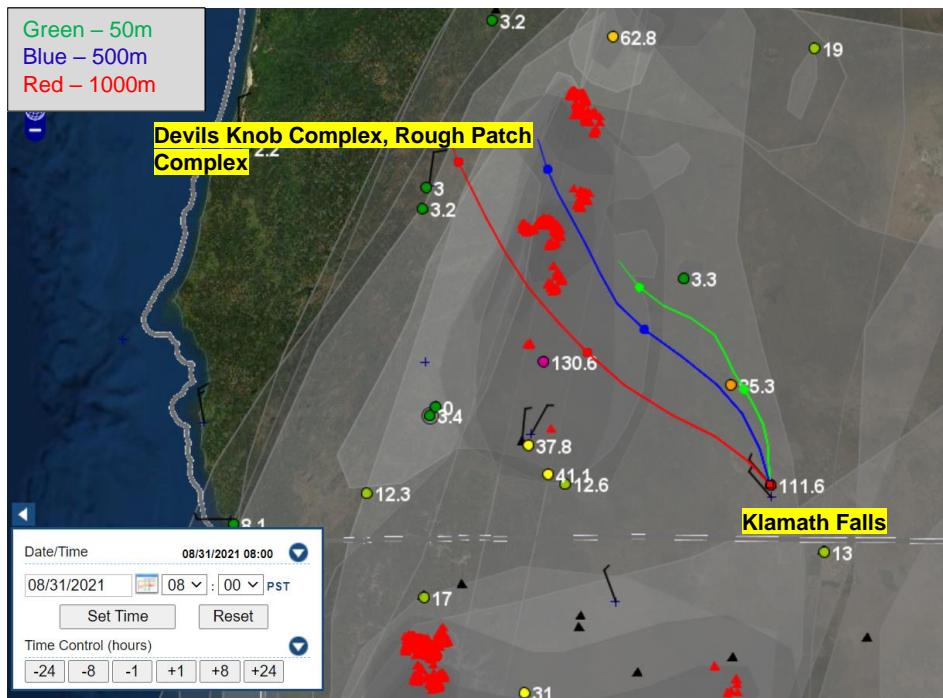 Green – 50m
Blue – 500m
Red – 1000m
3.2
62.8
19
Devils Knob Complex, Rough Patch
Complex
2.2
3
3.2
3.3
130.6
0
3.4
37.8
41.1
12.6
12.3
111.6
Klamath Falls
8.1
13
17
31
Date/Time
08/31/2021 08:00
08/31/2021 08 : 00 PST
Set Time Reset
Time Control (hours)
-24 -8 -1 +1 +8 +24